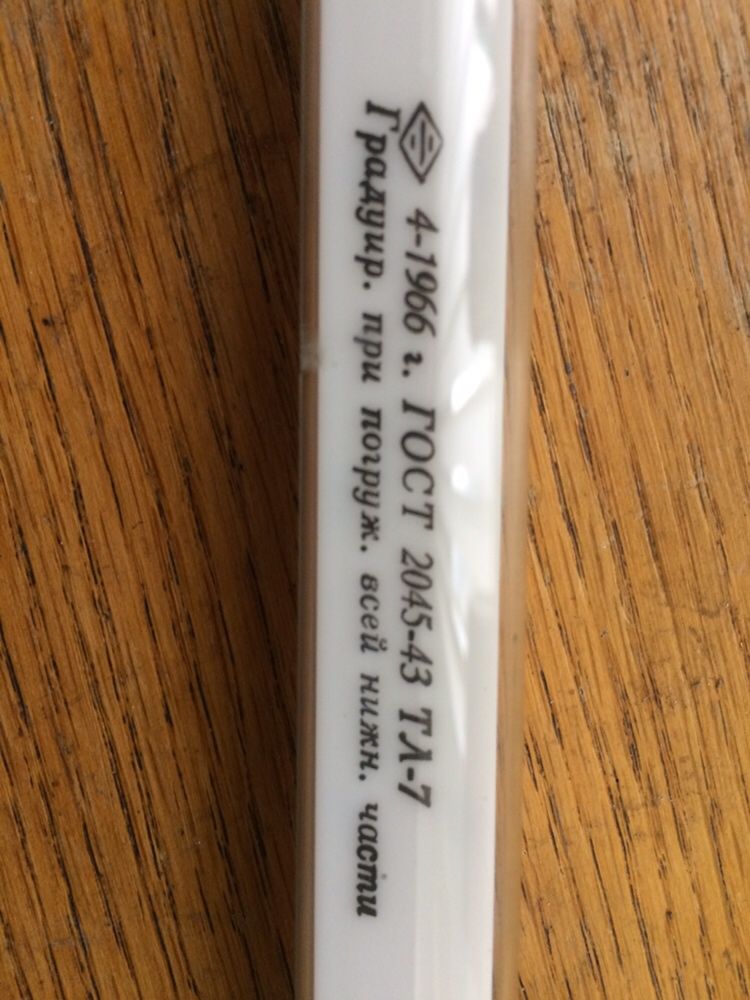 4-1966 г. ГОСТ 2045-43 ТЛ-7
Градуир. при погруж. всей нижн. части